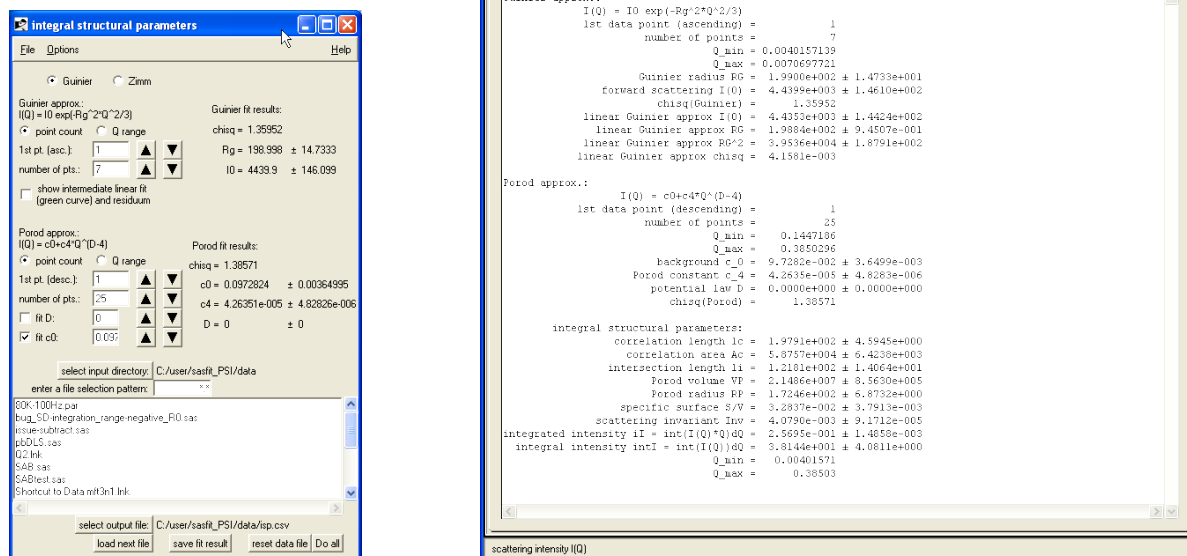 integral structural parameters
File Options Help
Guinier Zimm
Guinier approx.:
I(Q) = I0 exp(-Rg^2*Q^2/3)
point count Q range
1st pt. (asc.): 1
number of pts.: 7
show intermediate linear fit
(green curve) and residuum
Guinier fit results:
chisq = 1.35952
Rg = 198.998 ± 14.7333
I0 = 4439.9 ± 146.099
Porod approx.:
I(Q) = c0+c4*Q^(D-4)
point count Q range
1st pt. (desc.): 1
number of pts.: 25
fit D: 0
fit c0: 0.097
Porod fit results:
chisq = 1.38571
c0 = 0.0972824 ± 0.00364995
c4 = 4.26351e-005 ± 4.82826e-006
D = 0 ± 0
select input directory: C:/user/sasfit_PSI/data
enter a file selection pattern: *.*
80K-100Hz.par
bug_SD-integration_range-negative_R0.sas
issue-subtract.sas
pbDLS.sas
Q2.lnk
SAB.sas
SABtest.sas
Shortcut to Data mft3n1.lnk
select output file: C:/user/sasfit_PSI/data/isp.csv
load next file save fit result reset data file Do all
I(Q) = I0 exp(-Rg^2*Q^2/3)
1st data point (ascending) = 1
number of points = 7
Q_min = 0.0040157139
Q_max = 0.0070697721
Guinier radius RG = 1.9900e+002 ± 1.4733e+001
forward scattering I(0) = 4.4399e+003 ± 1.4610e+002
chisq(Guinier) = 1.35952
linear Guinier approx I(0) = 4.4353e+003 ± 1.4424e+002
linear Guinier approx RG = 1.9884e+002 ± 9.4507e-001
linear Guinier approx RG^2 = 3.9536e+004 ± 1.8791e+002
linear Guinier approx chisq = 4.1581e-003
Porod approx.:
I(Q) = c0+c4*Q^(D-4)
1st data point (descending) = 1
number of points = 25
Q_min = 0.1447186
Q_max = 0.3850296
background c_0 = 9.7282e-002 ± 3.6499e-003
Porod constant c_4 = 4.2635e-005 ± 4.8283e-006
potential law D = 0.0000e+000 ± 0.0000e+000
chisq(Porod) = 1.38571
integral structural parameters:
correlation length lc = 1.9791e+002 ± 4.5945e+000
correlation area Ac = 5.8757e+004 ± 6.4238e+003
intersection length li = 1.2181e+002 ± 1.4064e+001
Porod volume VP = 2.1486e+007 ± 8.5630e+005
Porod radius RP = 1.7246e+002 ± 6.8732e+000
specific surface S/V = 3.2837e-002 ± 3.7913e-003
scattering invariant Inv = 4.0790e-003 ± 9.1712e-005
integrated intensity iI = int(I(Q)*Q)dQ = 2.5695e-001 ± 1.4858e-003
integral intensity intI = int(I(Q))dQ = 3.8144e+001 ± 4.0811e+000
Q_min = 0.00401571
Q_max = 0.38503
scattering intensity I(Q)